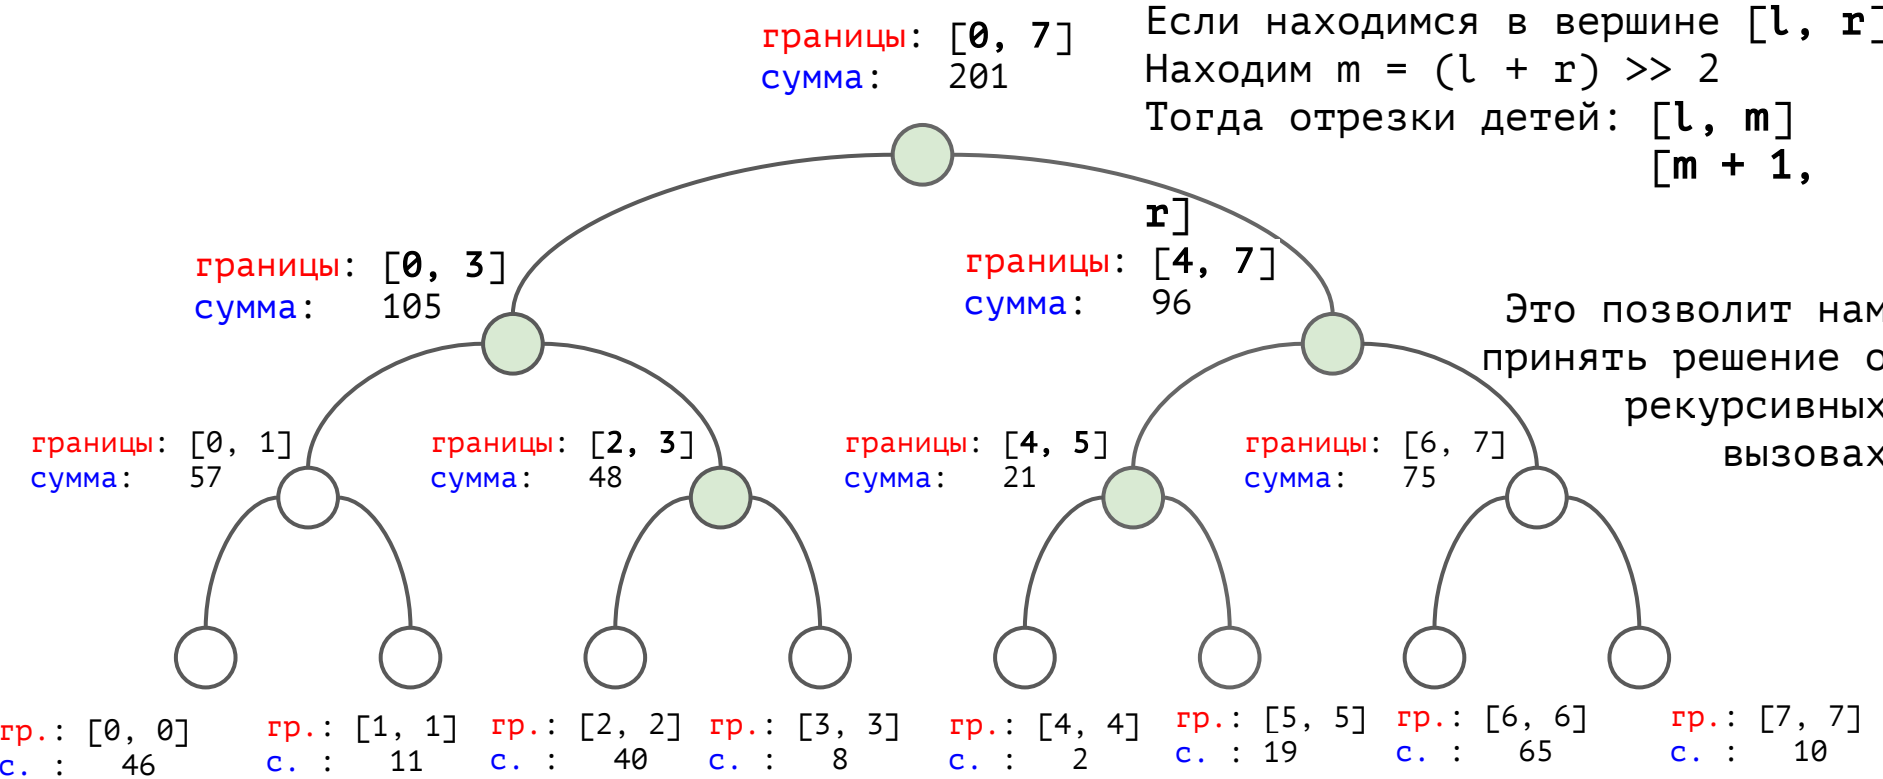 границы: [0, 7]
сумма: 201
Если находимся в вершине [l, r]
Находим m = (l + r) >> 2
Тогда отрезки детей: [l, m]
[m + 1,
r]
границы: [0, 3]
сумма: 105
границы: [4, 7]
сумма: 96
Это позволит нам
принять решение о
рекурсивных
вызовах
границы: [0, 1]
сумма: 57
границы: [2, 3]
сумма: 48
границы: [4, 5]
сумма: 21
границы: [6, 7]
сумма: 75
гр.: [0, 0]
с. : 46
гр.: [1, 1]
с. : 11
гр.: [2, 2]
с. : 40
гр.: [3, 3]
с. : 8
гр.: [4, 4]
с. : 2
гр.: [5, 5]
с. : 19
гр.: [6, 6]
с. : 65
гр.: [7, 7]
с. : 10